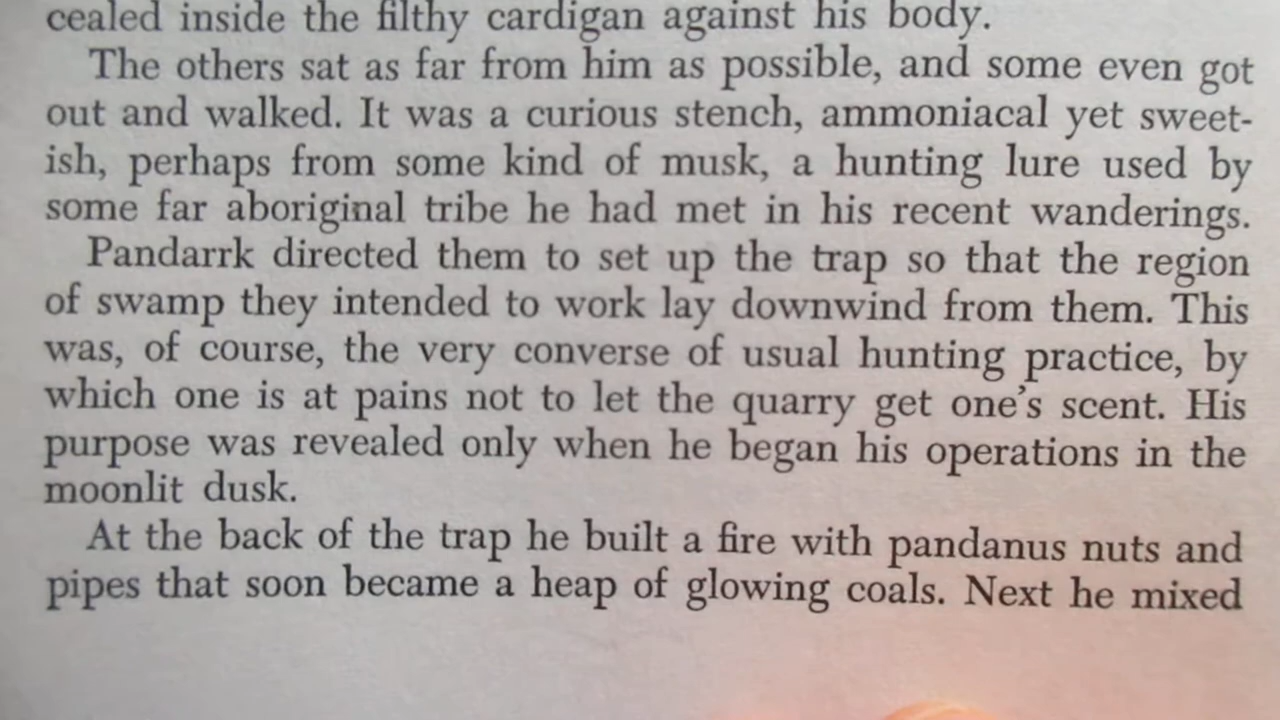 cealed inside the filthy cardigan against his body.
The others sat as far from him as possible, and some even got
out and walked. It was a curious stench, ammoniacal yet sweet-
ish, perhaps from some kind of musk, a hunting lure used by
some far aboriginal tribe he had met in his recent wanderings.
Pandarrk directed them to set up the trap so that the region
of swamp they intended to work lay downwind from them. This
was, of course, the very converse of usual hunting practice, by
which one is at pains not to let the quarry get one's scent. His
purpose was revealed only when he began his operations in the
moonlit dusk.
At the back of the trap he built a fire with pandanus nuts and
pipes that soon became a heap of glowing coals. Next he mixed